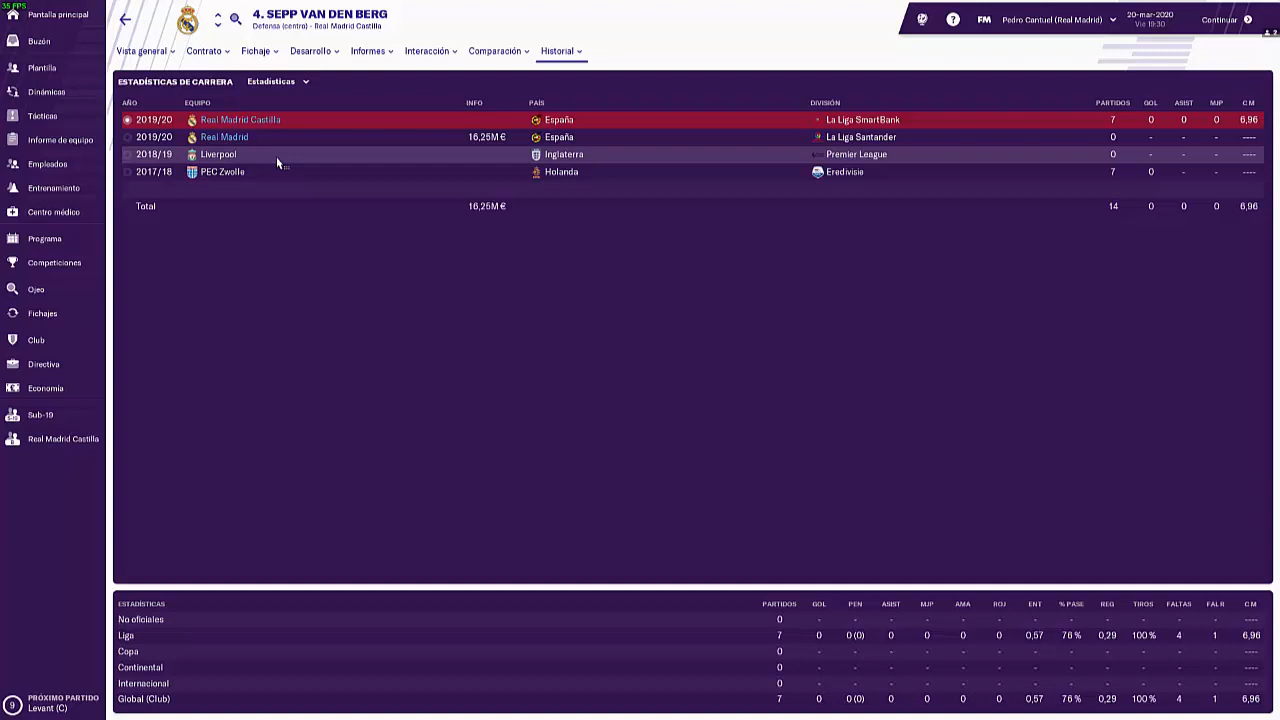 35 FPS
Pantalla principal
Buzón
Plantilla
Dinámicas
Tácticas
Informe de equipo
Empleados
Entrenamiento
Centro médico
Programa
Competiciones
Ojeo
Fichajes
Club
Directiva
Economía
Sub-19
Real Madrid Castilla
9 PRÓXIMO PARTIDO
Levant (C)
4. SEPP VAN DEN BERG
Defensa (centro) - Real Madrid Castilla
FM Pedro Cantuel (Real Madrid) 20-mar-2020 Continuar
Vie 19:30
Vista general Contrato Fichaje Desarrollo Informes Interacción Comparación Historial
ESTADÍSTICAS DE CARRERA Estadísticas
AÑO EQUIPO INFO PAÍS DIVISIÓN PARTIDOS GOL ASIST MJP C M
2019/20 Real Madrid Castilla España La Liga SmartBank 7 0 0 0 6,96
2019/20 Real Madrid 16,25M € España La Liga Santander 0 - - - ----
2018/19 Liverpool Inglaterra Premier League 0 - - - ----
2017/18 PEC Zwolle Holanda Eredivisie 7 0 - - ----
Total 16,25M € 14 0 0 0 6,96
ESTADÍSTICAS PARTIDOS GOL PEN ASIST MJP AMA ROJ ENT % PASE REG TIROS FALTAS FAL R C M
No oficiales 0 - - - - - - - - - - - - ----
Liga 7 0 0 (0) 0 0 0 0 0,57 76 % 0,29 100 % 4 1 6,96
Copa 0 - - - - - - - - - - - - ----
Continental 0 - - - - - - - - - - - - ----
Internacional 0 - - - - - - - - - - - - ----
Global (Club) 7 0 0 (0) 0 0 0 0 0,57 76 % 0,29 100 % 4 1 6,96